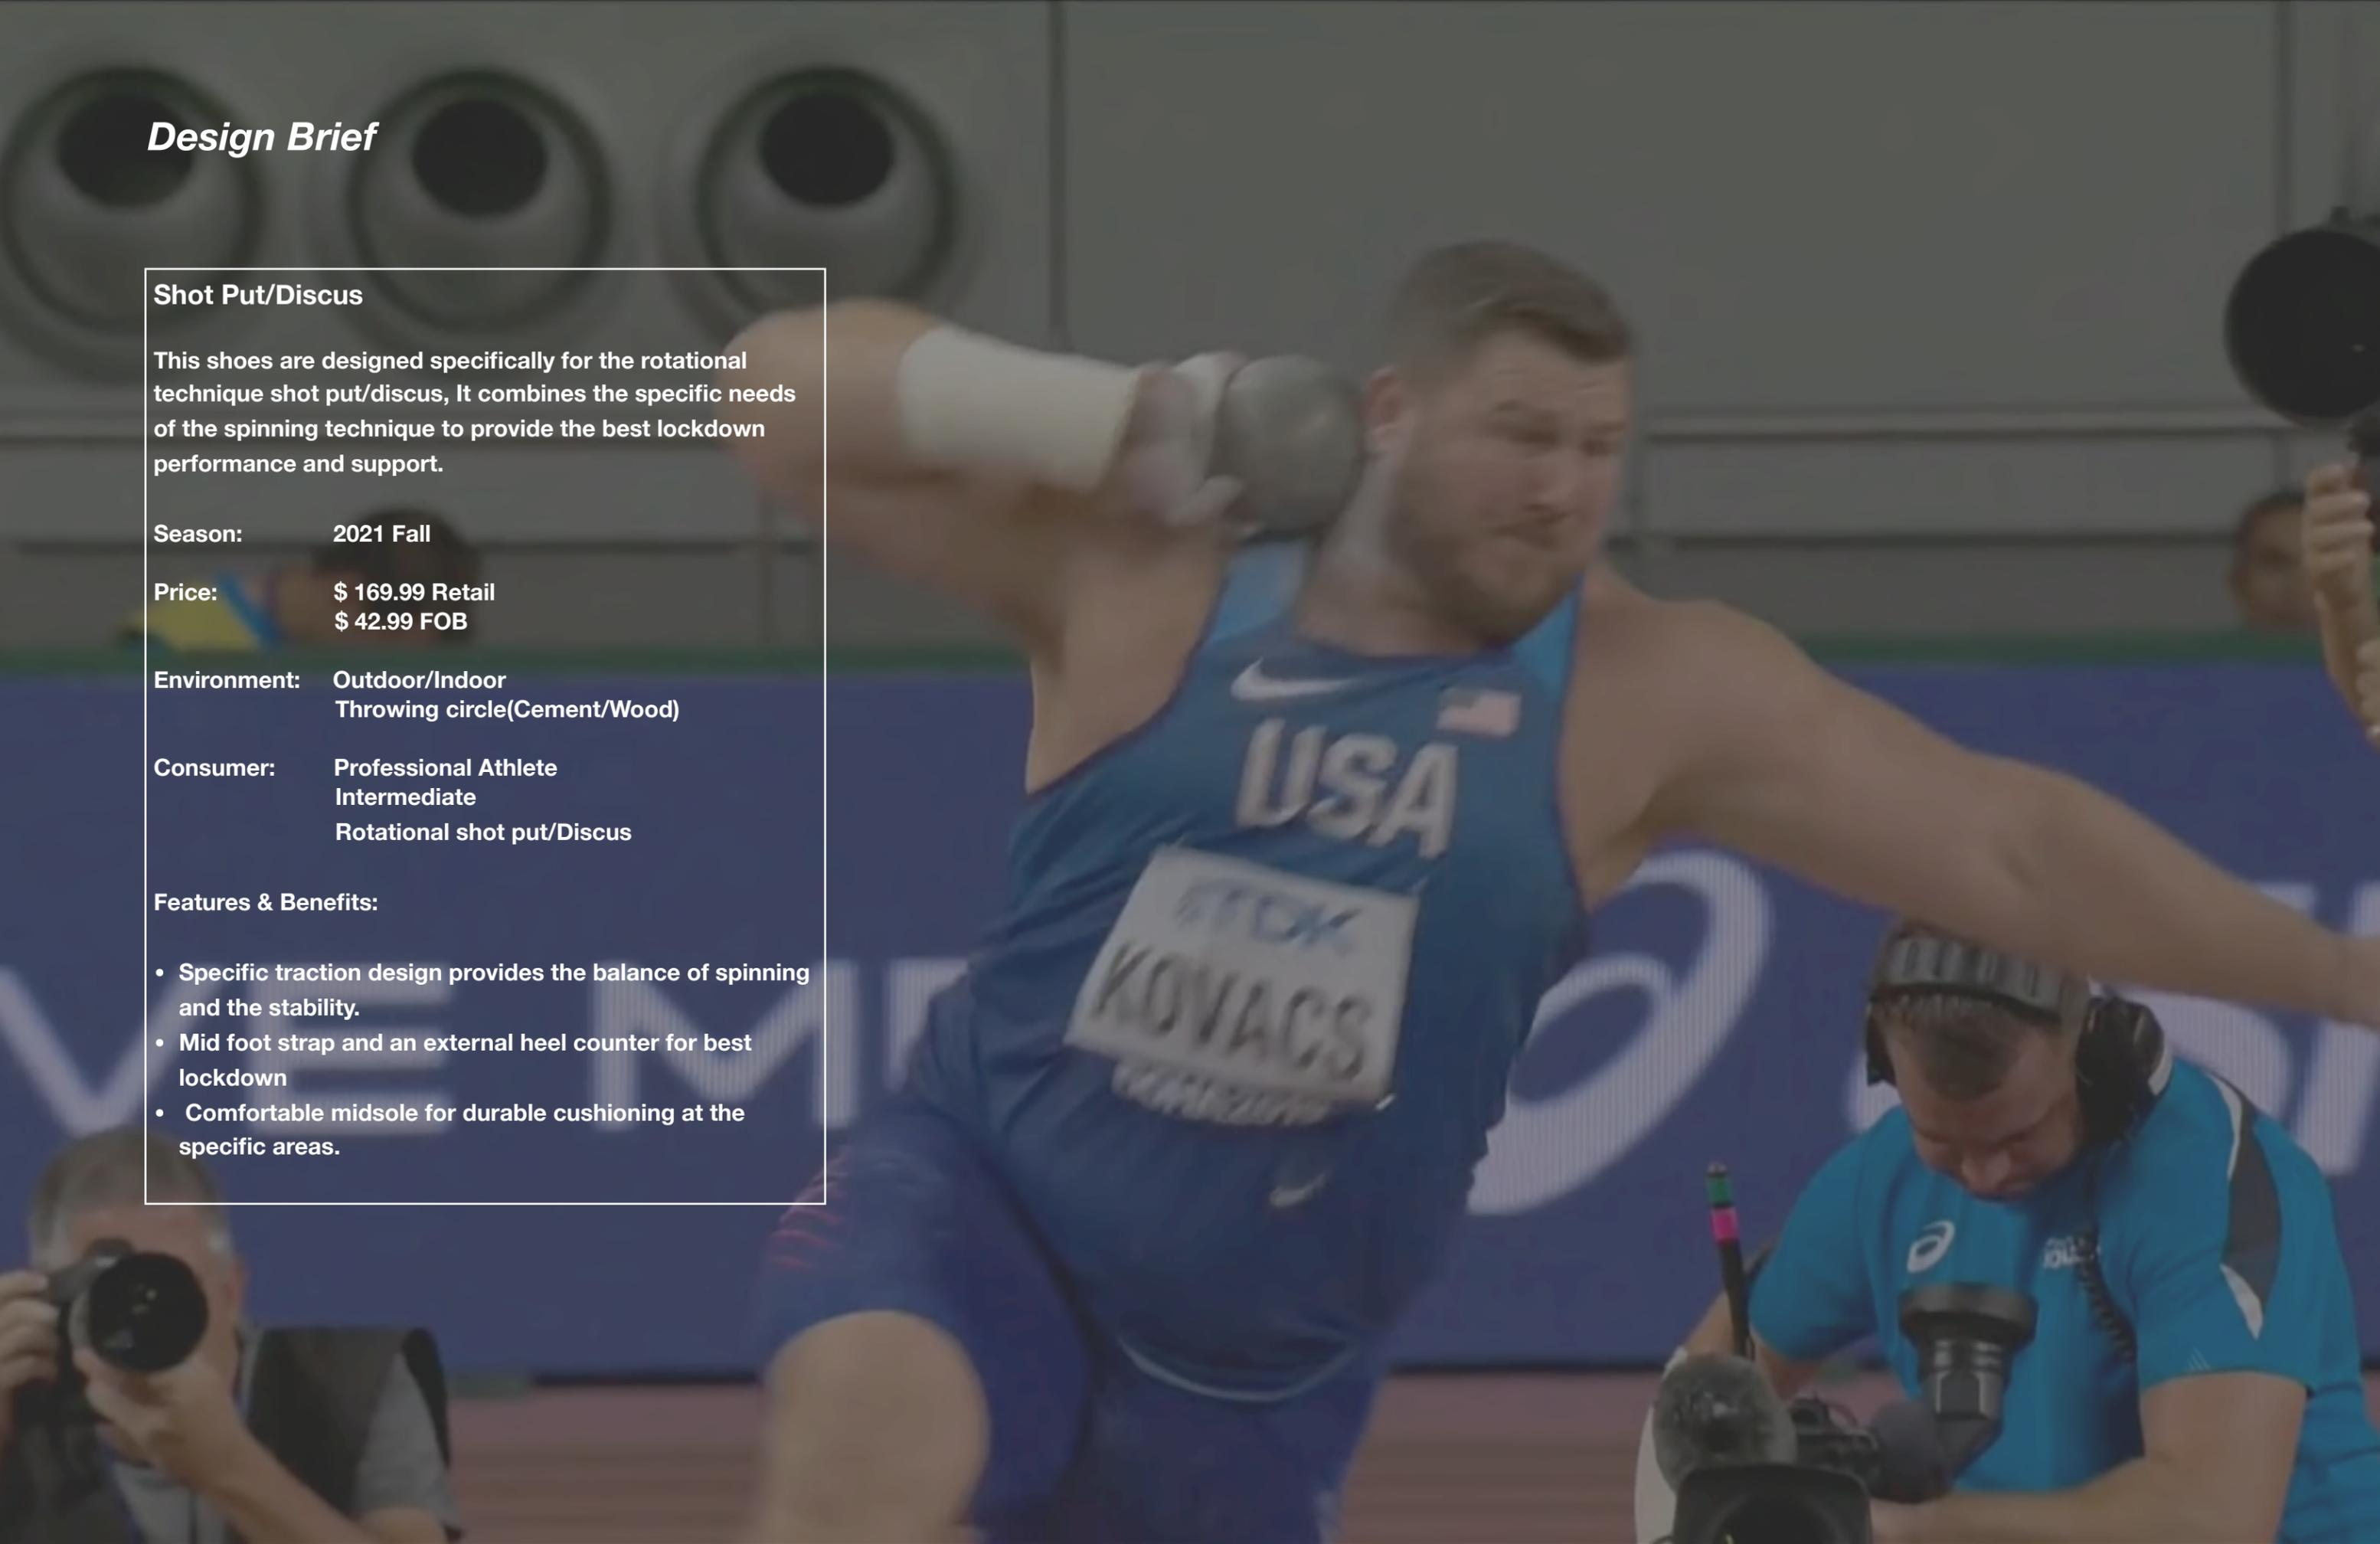 Design Brief
Shot Put/Discus
This shoes are designed specifically for the rotational
technique shot put/discus, It combines the specific needs
of the spinning technique to provide the best lockdown
performance and support.
Season: 2021 Fall
Price: $ 169.99 Retail
$ 42.99 FOB
Environment: Outdoor/Indoor
Throwing circle(Cement/Wood)
Consumer: Professional Athlete
Intermediate
Rotational shot put/Discus
Features & Benefits:
• Specific traction design provides the balance of spinning
and the stability.
• Mid foot strap and an external heel counter for best
lockdown
• Comfortable midsole for durable cushioning at the
specific areas.
USA
TDK
KOVACS
VE M